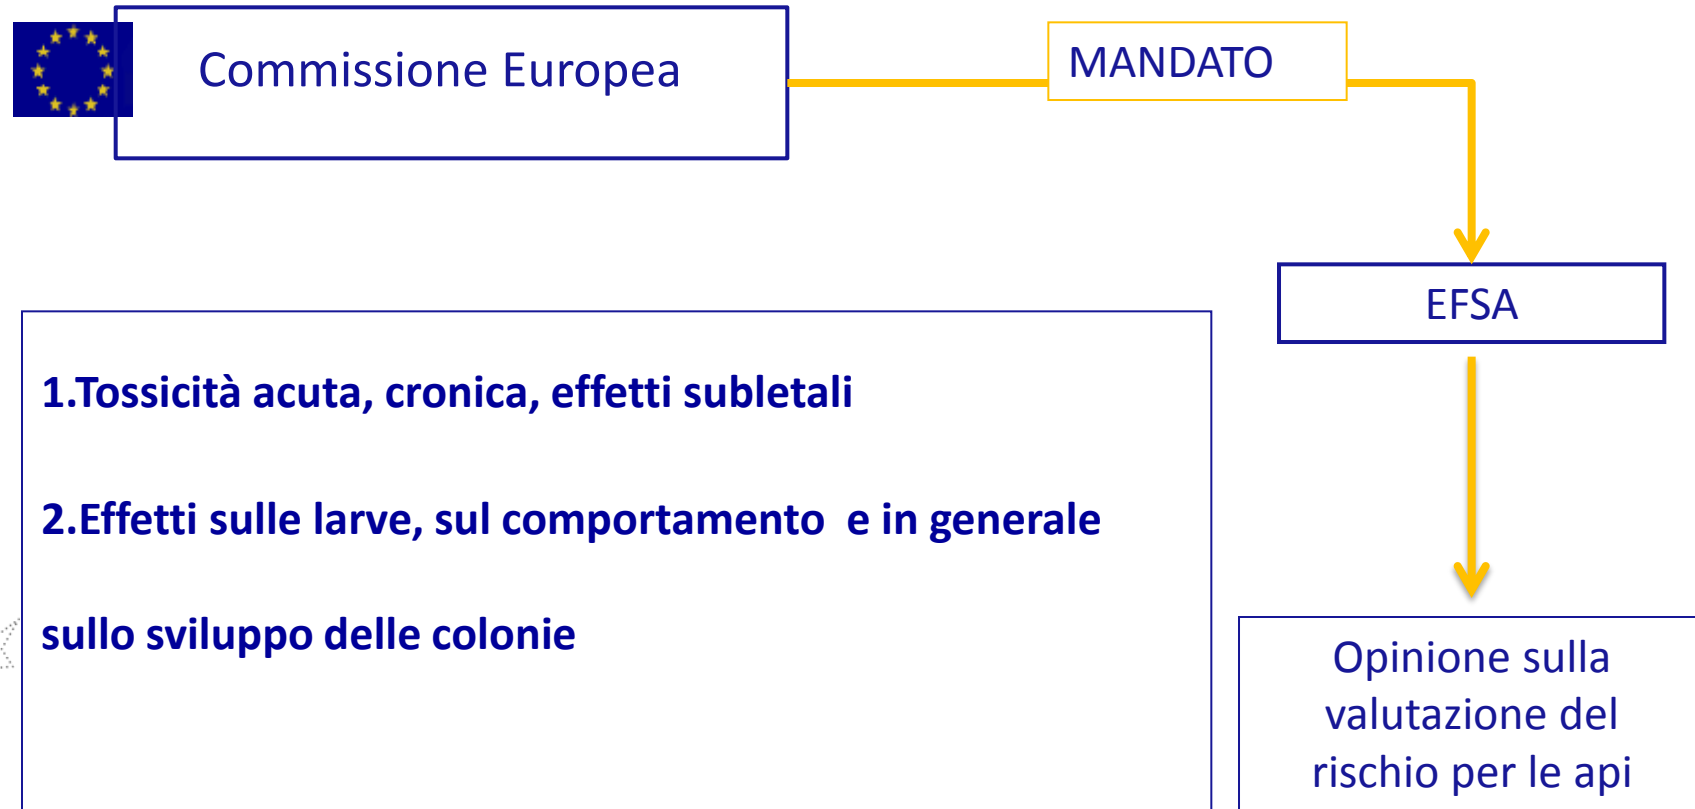 Commissione Europea
MANDATO
EFSA
1.Tossicità acuta, cronica, effetti subletali
2.Effetti sulle larve, sul comportamento  e in generale
sullo sviluppo delle colonie
Opinione sulla
valutazione del
rischio per le api